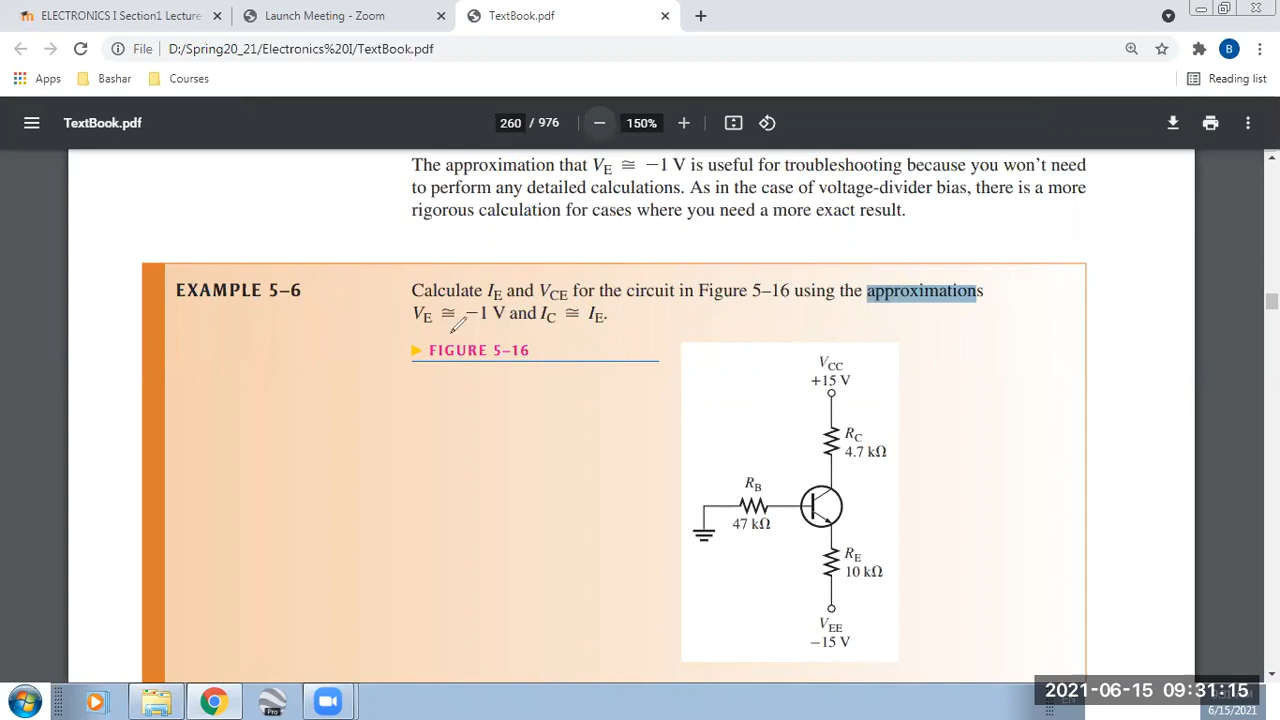 ELECTRONICS I Section1 Lecture
Launch Meeting - Zoom
TextBook.pdf
File
D:/Spring20_21/Electronics%20I/TextBook.pdf
B
Apps
Bashar
Courses
Reading list
TextBook.pdf
260 / 976
150%
The approximation that VE ≅ −1 V is useful for troubleshooting because you won't need
to perform any detailed calculations. As in the case of voltage-divider bias, there is a more
rigorous calculation for cases where you need a more exact result.
EXAMPLE 5–6
Calculate IE and VCE for the circuit in Figure 5–16 using the approximations
VE ≅ −1 V and IC ≅ IE.
FIGURE 5–16
VCC
+15 V
RC
4.7 kΩ
RB
47 kΩ
RE
10 kΩ
VEE
−15 V
Pro
2021-06-15 09:31:15
6/15/2021